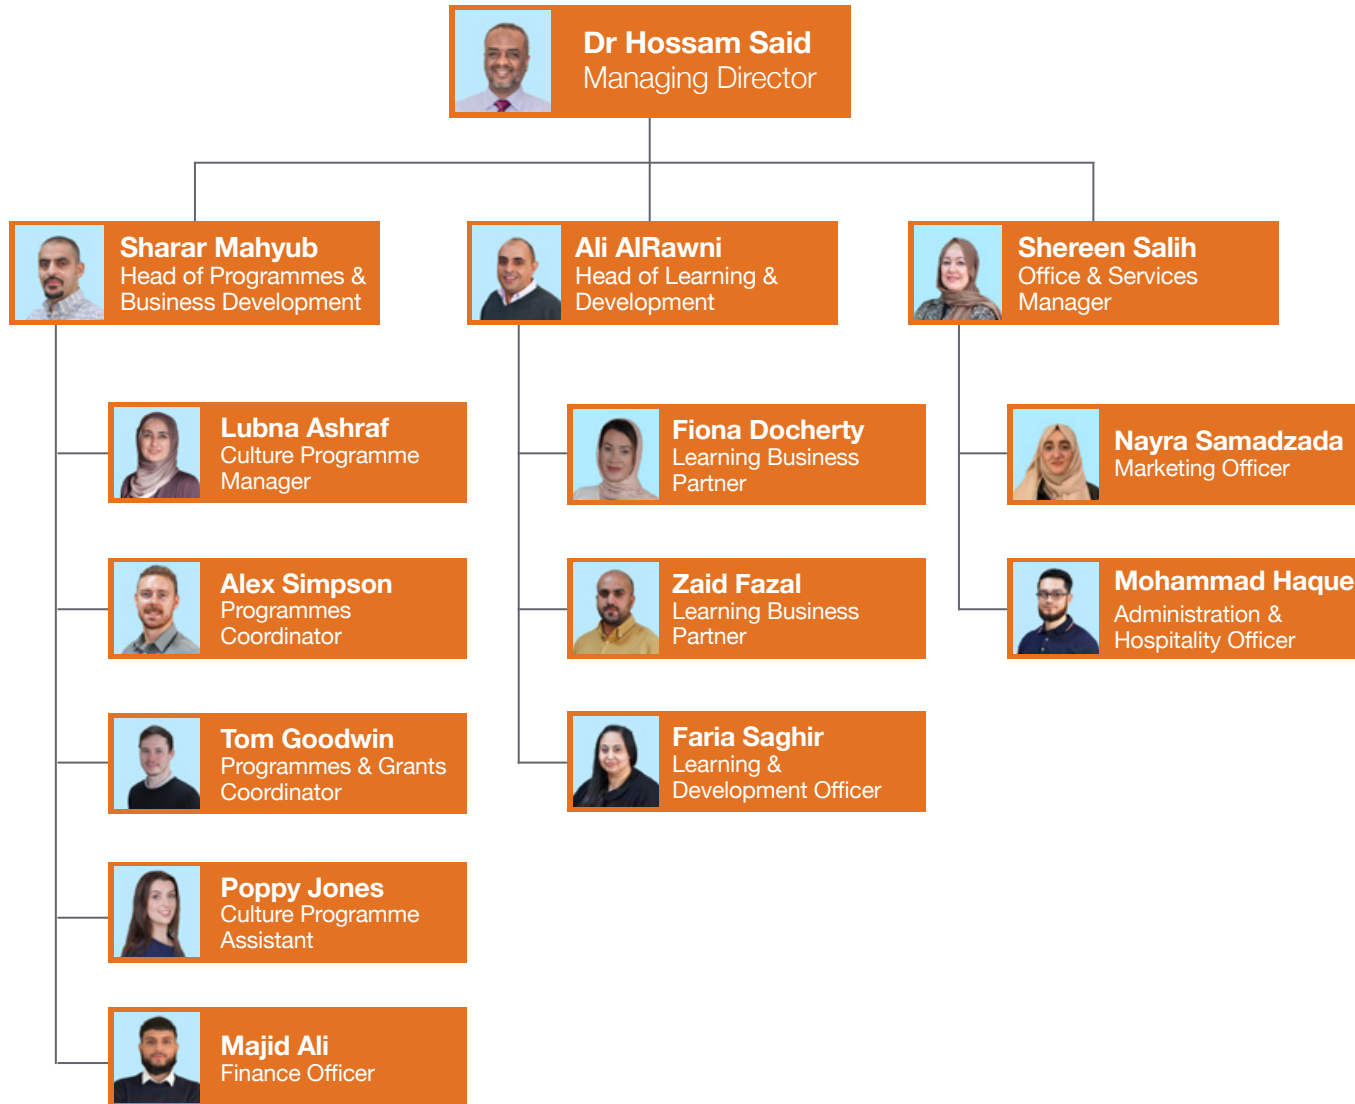 Dr Hossam Said
Managing Director
Sharar Mahyub
Head of Programmes &
Business Development
Ali AlRawni
Head of Learning &
Development
Shereen Salih
Office & Services
Manager
Lubna Ashraf
Culture Programme
Manager
Alex Simpson
Programmes
Coordinator
Tom Goodwin
Programmes & Grants
Coordinator
Poppy Jones
Culture Programme
Assistant
Majid Ali
Finance Officer
Fiona Docherty
Learning Business
Partner
Zaid Fazal
Learning Business
Partner
Faria Saghir
Learning &
Development Officer
Nayra Samadzada
Marketing Officer
Mohammad Haque
Administration &
Hospitality Officer